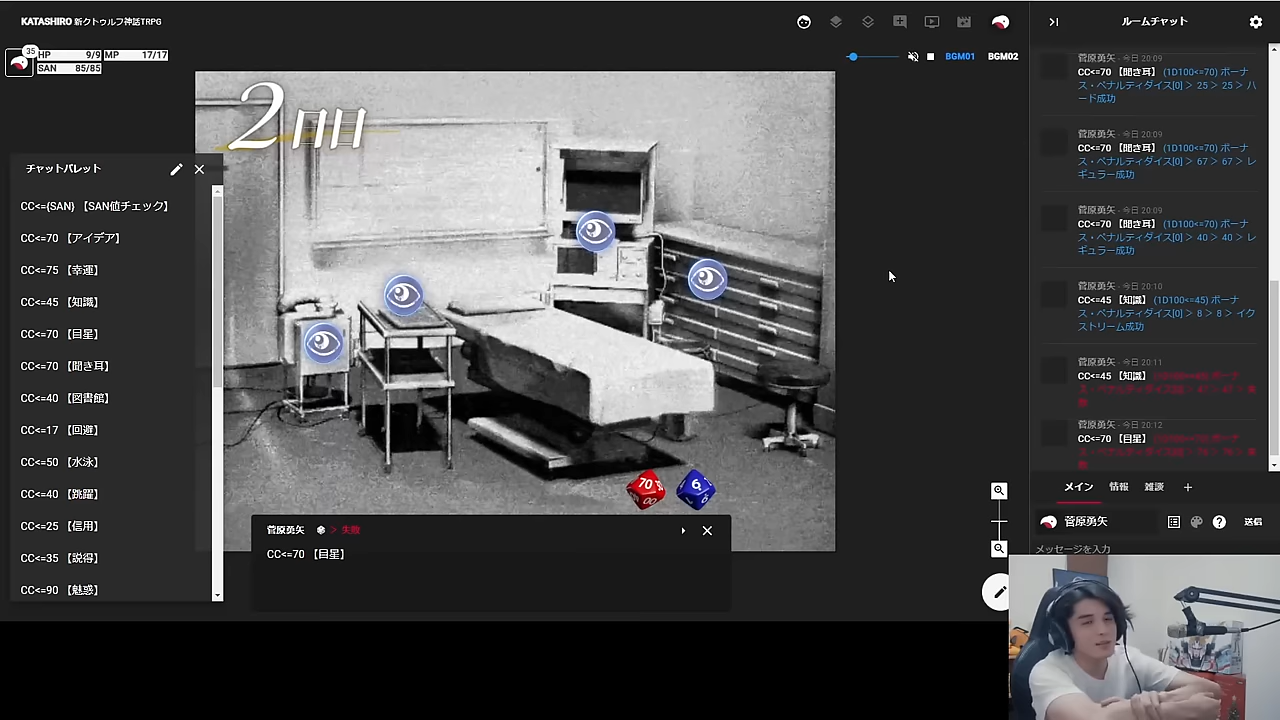 KATASHIRO 新クトゥルフ神話TRPG
35
HP 9/9
MP 17/17
SAN 85/85
BGM01
BGM02
2日目
チャットパレット
CC<={SAN} 【SAN値チェック】
CC<=70 【アイデア】
CC<=75 【幸運】
CC<=45 【知識】
CC<=70 【目星】
CC<=70 【聞き耳】
CC<=40 【図書館】
CC<=17 【回避】
CC<=50 【水泳】
CC<=40 【跳躍】
CC<=25 【信用】
CC<=35 【説得】
CC<=90 【魅惑】
70
00
6
菅原勇矢 > 失敗
CC<=70 【目星】
ルームチャット
菅原勇矢 - 今日 20:09
CC<=70 【聞き耳】 (1D100<=70) ボーナ
ス・ペナルティダイス[0] > 25 > 25 > ハ
ード成功
菅原勇矢 - 今日 20:09
CC<=70 【聞き耳】 (1D100<=70) ボーナ
ス・ペナルティダイス[0] > 67 > 67 > レ
ギュラー成功
菅原勇矢 - 今日 20:09
CC<=70 【聞き耳】 (1D100<=70) ボーナ
ス・ペナルティダイス[0] > 40 > 40 > レ
ギュラー成功
菅原勇矢 - 今日 20:10
CC<=45 【知識】 (1D100<=45) ボーナ
ス・ペナルティダイス[0] > 8 > 8 > イク
ストリーム成功
菅原勇矢 - 今日 20:11
CC<=45 【知識】
菅原勇矢 - 今日 20:12
CC<=70 【目星】
メイン 情報 雑談
菅原勇矢
送信
メッセージを入力